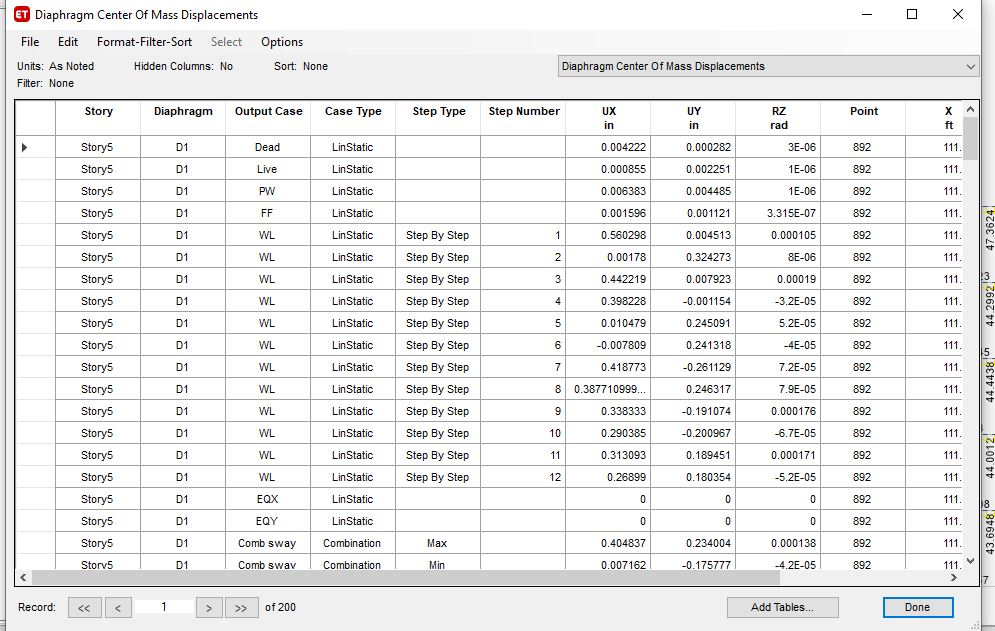 ET Diaphragm Center Of Mass Displacements
File Edit Format-Filter-Sort Select Options
Units: As Noted Hidden Columns: No Sort: None Diaphragm Center Of Mass Displacements
Filter: None
Story Diaphragm Output Case Case Type Step Type Step Number UX UY RZ Point X
in in rad ft
Story5 D1 Dead LinStatic 0.004222 0.000282 3E-06 892 111.
Story5 D1 Live LinStatic 0.000855 0.002251 1E-06 892 111.
Story5 D1 PW LinStatic 0.006383 0.004485 1E-06 892 111.
Story5 D1 FF LinStatic 0.001596 0.001121 3.315E-07 892 111.
Story5 D1 WL LinStatic Step By Step 1 0.560298 0.004513 0.000105 892 111.
Story5 D1 WL LinStatic Step By Step 2 0.00178 0.324273 8E-06 892 111.
Story5 D1 WL LinStatic Step By Step 3 0.442219 0.007923 0.00019 892 111.
Story5 D1 WL LinStatic Step By Step 4 0.398228 -0.001154 -3.2E-05 892 111.
Story5 D1 WL LinStatic Step By Step 5 0.010479 0.245091 5.2E-05 892 111.
Story5 D1 WL LinStatic Step By Step 6 -0.007809 0.241318 -4E-05 892 111.
Story5 D1 WL LinStatic Step By Step 7 0.418773 -0.261129 7.2E-05 892 111.
Story5 D1 WL LinStatic Step By Step 8 0.387710999... 0.246317 7.9E-05 892 111.
Story5 D1 WL LinStatic Step By Step 9 0.338333 -0.191074 0.000176 892 111.
Story5 D1 WL LinStatic Step By Step 10 0.290385 -0.200967 -6.7E-05 892 111.
Story5 D1 WL LinStatic Step By Step 11 0.313093 0.189451 0.000171 892 111.
Story5 D1 WL LinStatic Step By Step 12 0.26899 0.180354 -5.2E-05 892 111.
Story5 D1 EQX LinStatic 0 0 0 892 111.
Story5 D1 EQY LinStatic 0 0 0 892 111.
Story5 D1 Comb sway Combination Max 0.404837 0.234004 0.000138 892 111.
Story5 D1 Comb sway Combination Min 0.007162 -0.175777 -4.2E-05 892 111.
Record: << < 1 > >> of 200 Add Tables... Done
47.3624
44.2992
44.4438
44.0012
43.6948